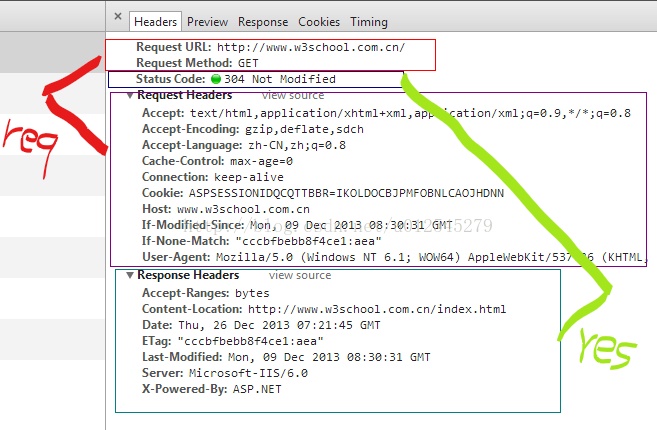 × Headers Preview Response Cookies Timing
Request URL: http://www.w3school.com.cn/
Request Method: GET
Status Code: 304 Not Modified
▼ Request Headers view source
Accept: text/html,application/xhtml+xml,application/xml;q=0.9,*/*;q=0.8
Accept-Encoding: gzip,deflate,sdch
Accept-Language: zh-CN,zh;q=0.8
Cache-Control: max-age=0
Connection: keep-alive
Cookie: ASPSESSIONIDQCQTTBBR=IKOLDOCBJPMFOBNLCAOJHDNN
Host: www.w3school.com.cn
If-Modified-Since: Mon, 09 Dec 2013 08:30:31 GMT
If-None-Match: "cccbfbebb8f4ce1:aea"
User-Agent: Mozilla/5.0 (Windows NT 6.1; WOW64) AppleWebKit/537.36 (KHTML,
▼ Response Headers view source
Accept-Ranges: bytes
Content-Location: http://www.w3school.com.cn/index.html
Date: Thu, 26 Dec 2013 07:21:45 GMT
ETag: "cccbfbebb8f4ce1:aea"
Last-Modified: Mon, 09 Dec 2013 08:30:31 GMT
Server: Microsoft-IIS/6.0
X-Powered-By: ASP.NET
req
res